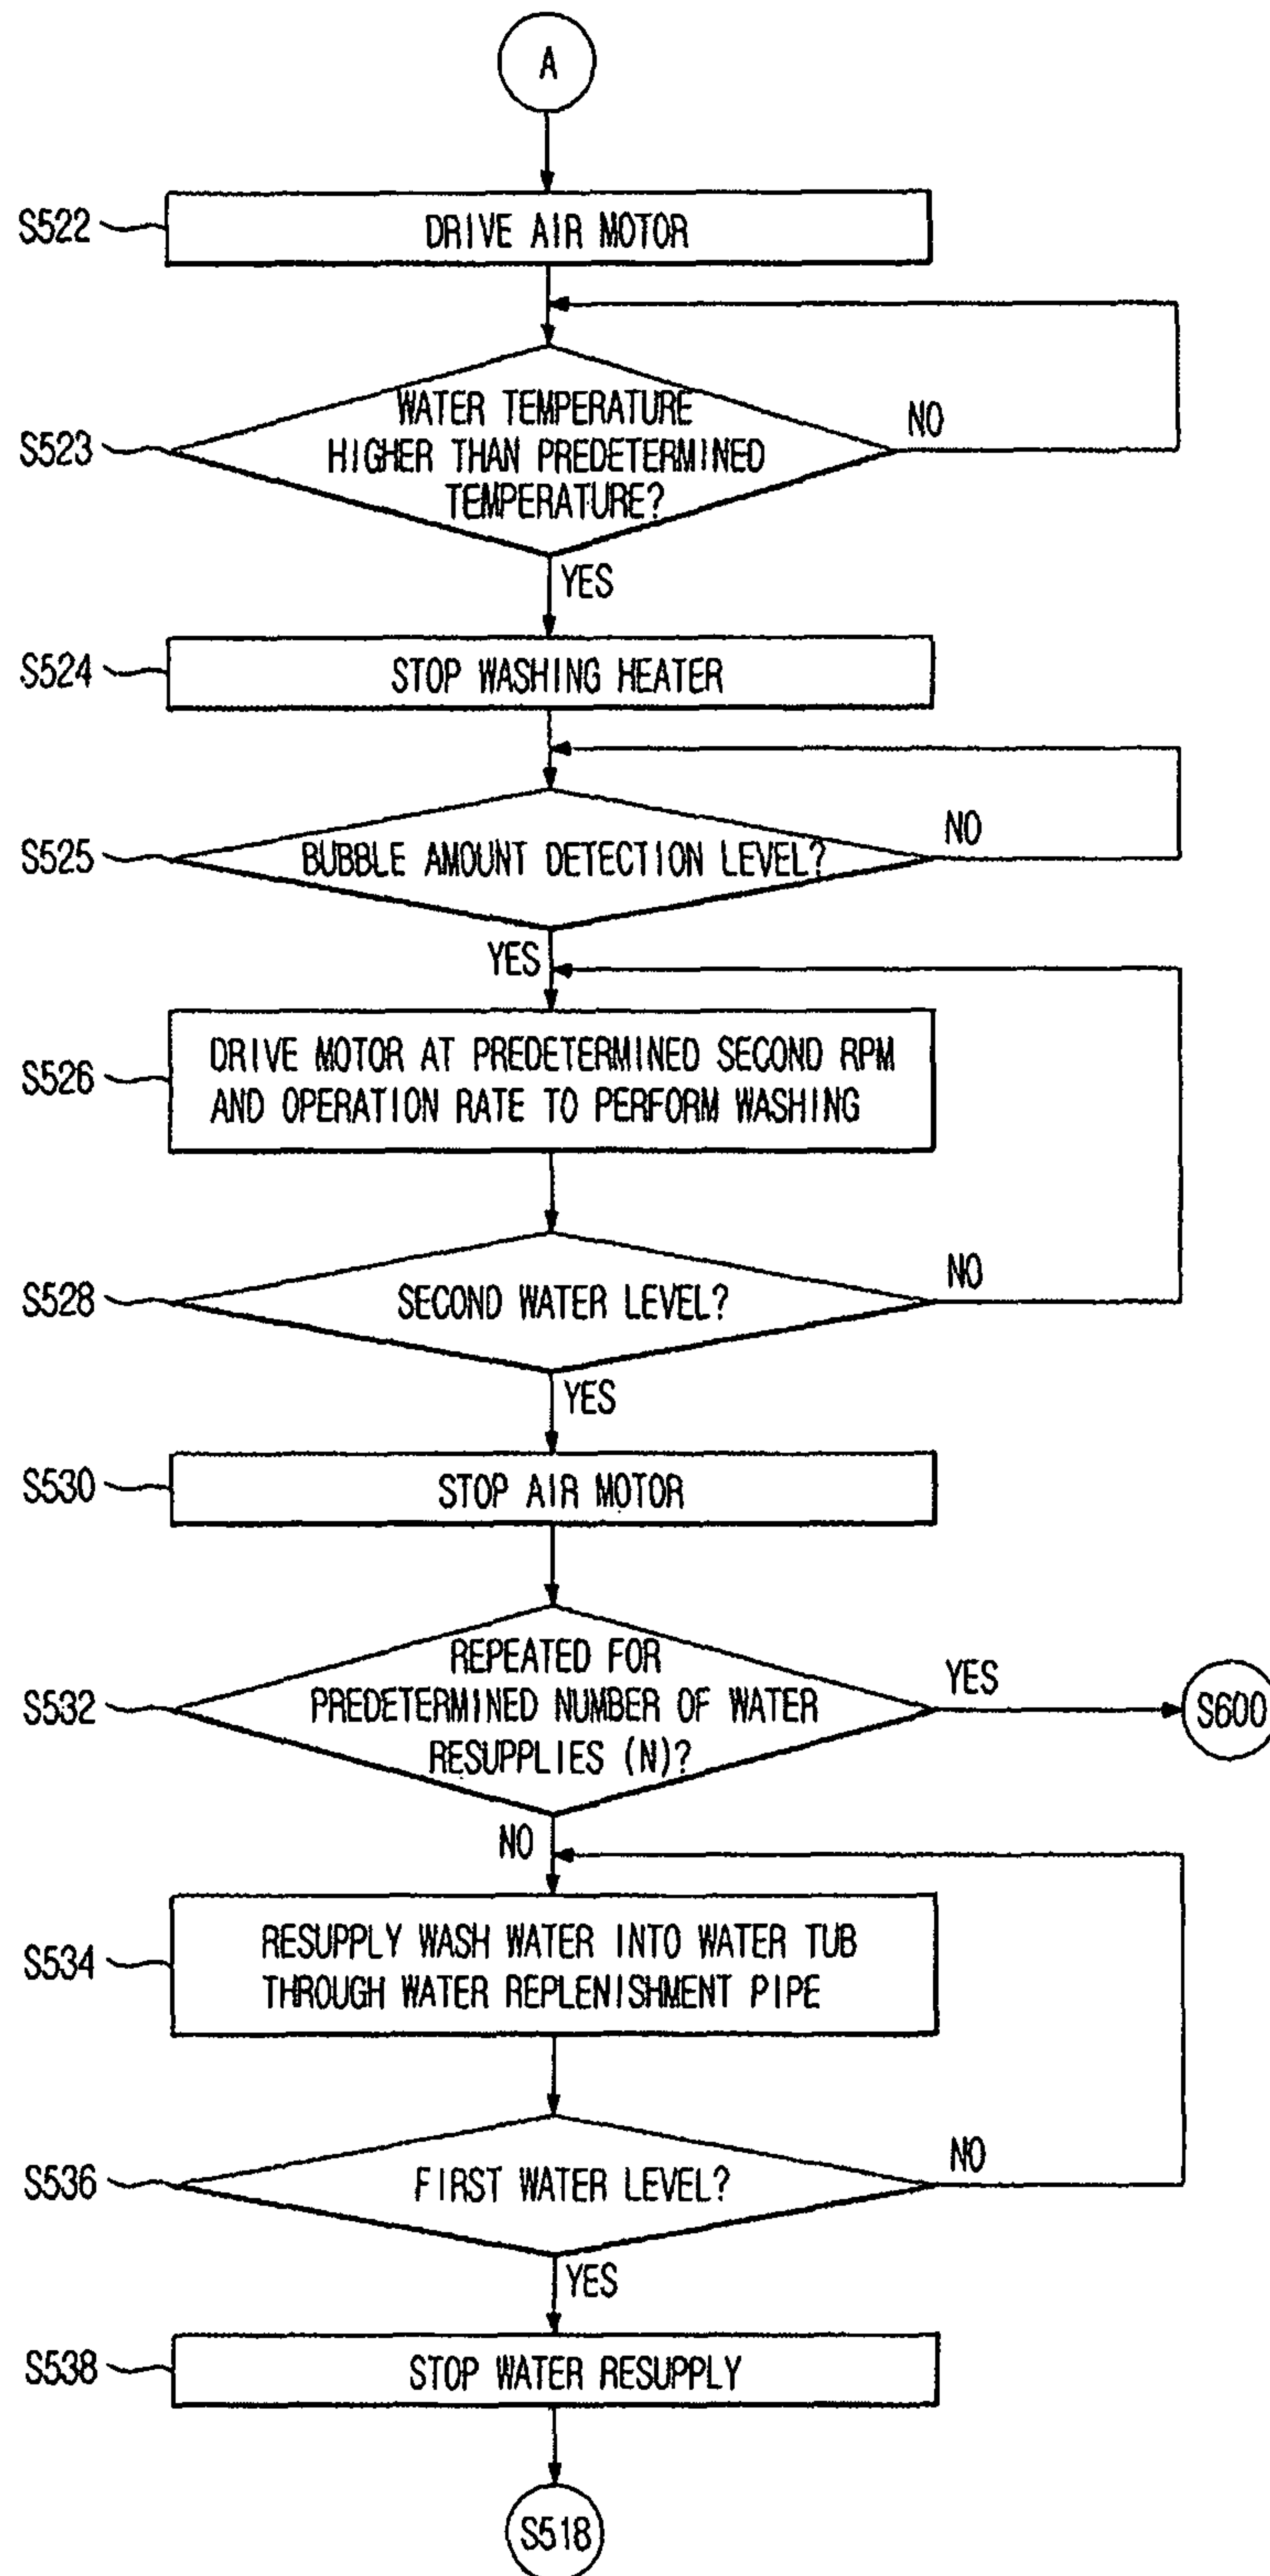 A
S522
DRIVE AIR MOTOR
S523
WATER TEMPERATURE
HIGHER THAN PREDETERMINED
TEMPERATURE?
NO
YES
S524
STOP WASHING HEATER
S525
BUBBLE AMOUNT DETECTION LEVEL?
NO
YES
S526
DRIVE MOTOR AT PREDETERMINED SECOND RPM
AND OPERATION RATE TO PERFORM WASHING
S528
SECOND WATER LEVEL?
NO
YES
S530
STOP AIR MOTOR
S532
REPEATED FOR
PREDETERMINED NUMBER OF WATER
RESUPPLIES (N)?
YES
S600
NO
S534
RESUPPLY WASH WATER INTO WATER TUB
THROUGH WATER REPLENISHMENT PIPE
S536
FIRST WATER LEVEL?
NO
YES
S538
STOP WATER RESUPPLY
S518